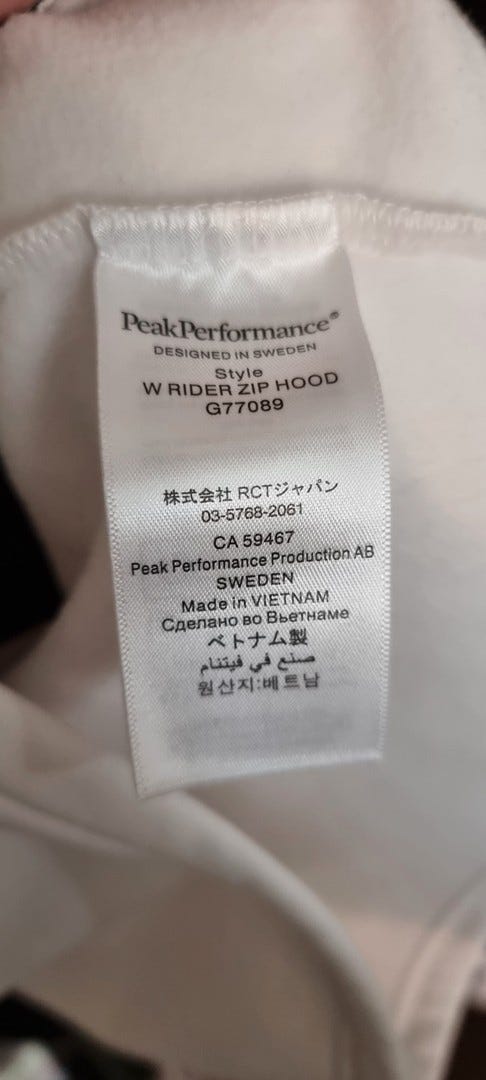 PeakPerformance®
DESIGNED IN SWEDEN
Style
W RIDER ZIP HOOD
G77089
株式会社 RCTジャパン
03-5768-2061
CA 59467
Peak Performance Production AB
SWEDEN
Made in VIETNAM
Сделано во Вьетнаме
ベトナム製
صنع في فيتنام
원산지:베트남